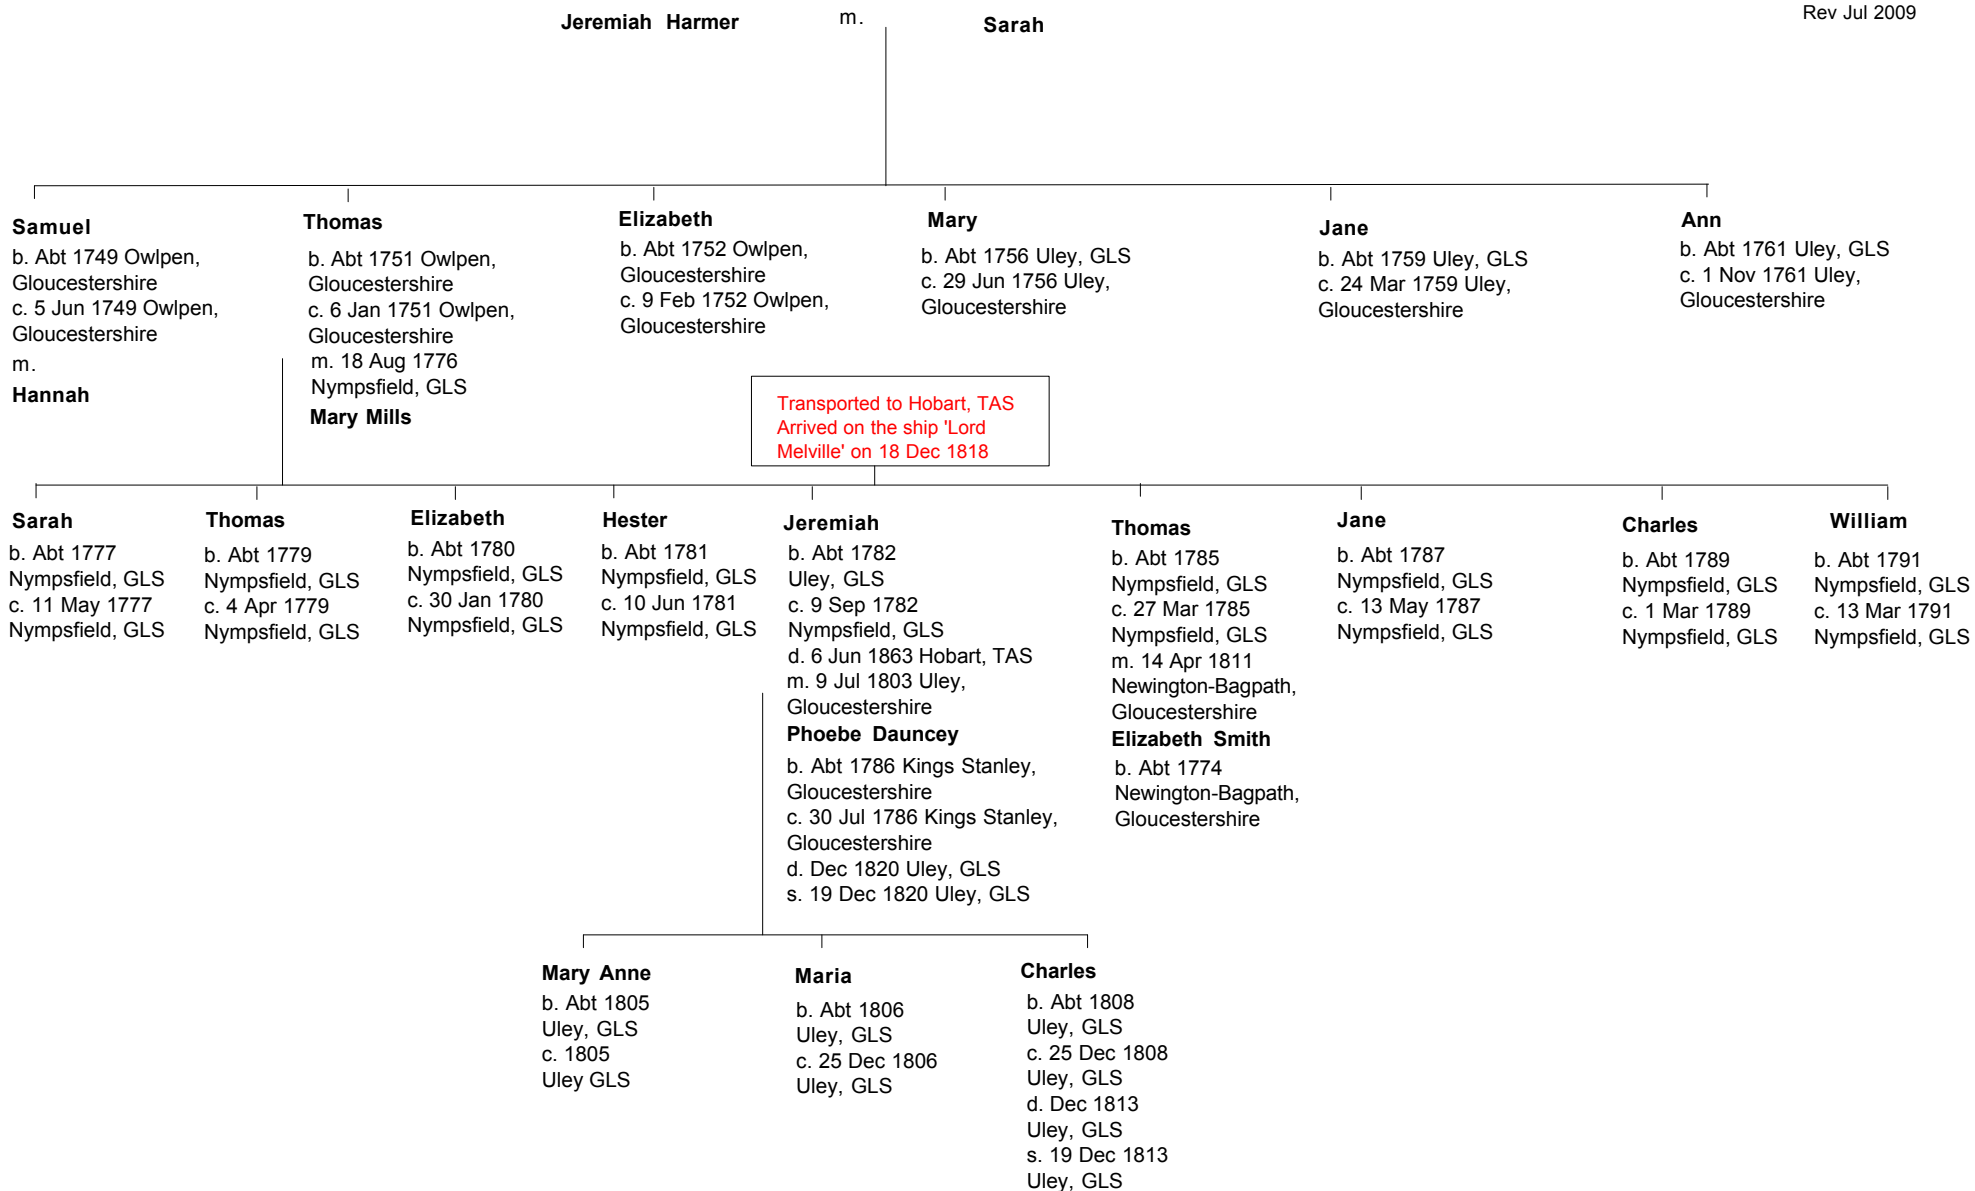 Jeremiah Harmer
m.
Sarah
Rev Jul 2009
Samuel
b. Abt 1749 Owlpen,
Gloucestershire
c. 5 Jun 1749 Owlpen,
Gloucestershire
m.
Hannah
Thomas
b. Abt 1751 Owlpen,
Gloucestershire
c. 6 Jan 1751 Owlpen,
Gloucestershire
m. 18 Aug 1776
Nympsfield, GLS
Mary Mills
Elizabeth
b. Abt 1752 Owlpen,
Gloucestershire
c. 9 Feb 1752 Owlpen,
Gloucestershire
Mary
b. Abt 1756 Uley, GLS
c. 29 Jun 1756 Uley,
Gloucestershire
Jane
b. Abt 1759 Uley, GLS
c. 24 Mar 1759 Uley,
Gloucestershire
Ann
b. Abt 1761 Uley, GLS
c. 1 Nov 1761 Uley,
Gloucestershire
Transported to Hobart, TAS
Arrived on the ship 'Lord
Melville' on 18 Dec 1818
Sarah
b. Abt 1777
Nympsfield, GLS
c. 11 May 1777
Nympsfield, GLS
Thomas
b. Abt 1779
Nympsfield, GLS
c. 4 Apr 1779
Nympsfield, GLS
Elizabeth
b. Abt 1780
Nympsfield, GLS
c. 30 Jan 1780
Nympsfield, GLS
Hester
b. Abt 1781
Nympsfield, GLS
c. 10 Jun 1781
Nympsfield, GLS
Jeremiah
b. Abt 1782
Uley, GLS
c. 9 Sep 1782
Nympsfield, GLS
d. 6 Jun 1863 Hobart, TAS
m. 9 Jul 1803 Uley,
Gloucestershire
Phoebe Dauncey
b. Abt 1786 Kings Stanley,
Gloucestershire
c. 30 Jul 1786 Kings Stanley,
Gloucestershire
d. Dec 1820 Uley, GLS
s. 19 Dec 1820 Uley, GLS
Thomas
b. Abt 1785
Nympsfield, GLS
c. 27 Mar 1785
Nympsfield, GLS
m. 14 Apr 1811
Newington-Bagpath,
Gloucestershire
Elizabeth Smith
b. Abt 1774
Newington-Bagpath,
Gloucestershire
Jane
b. Abt 1787
Nympsfield, GLS
c. 13 May 1787
Nympsfield, GLS
Charles
b. Abt 1789
Nympsfield, GLS
c. 1 Mar 1789
Nympsfield, GLS
William
b. Abt 1791
Nympsfield, GLS
c. 13 Mar 1791
Nympsfield, GLS
Mary Anne
b. Abt 1805
Uley, GLS
c. 1805
Uley GLS
Maria
b. Abt 1806
Uley, GLS
c. 25 Dec 1806
Uley, GLS
Charles
b. Abt 1808
Uley, GLS
c. 25 Dec 1808
Uley, GLS
d. Dec 1813
Uley, GLS
s. 19 Dec 1813
Uley, GLS